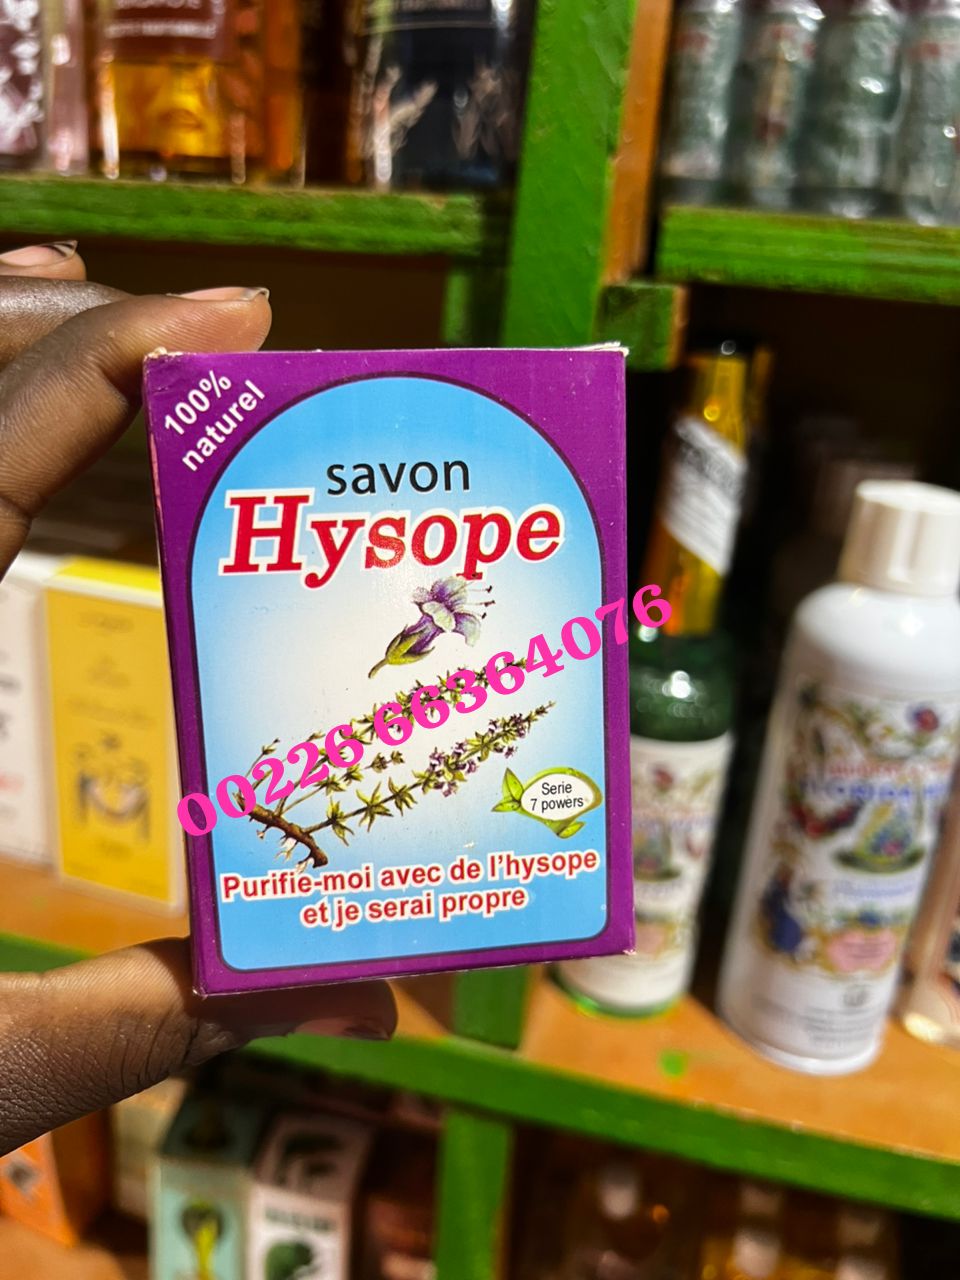 100%
naturel
savon
Hysope
00226 66364076
Serie
7 powers
Purifie-moi avec de l'hysope
et je serai propre